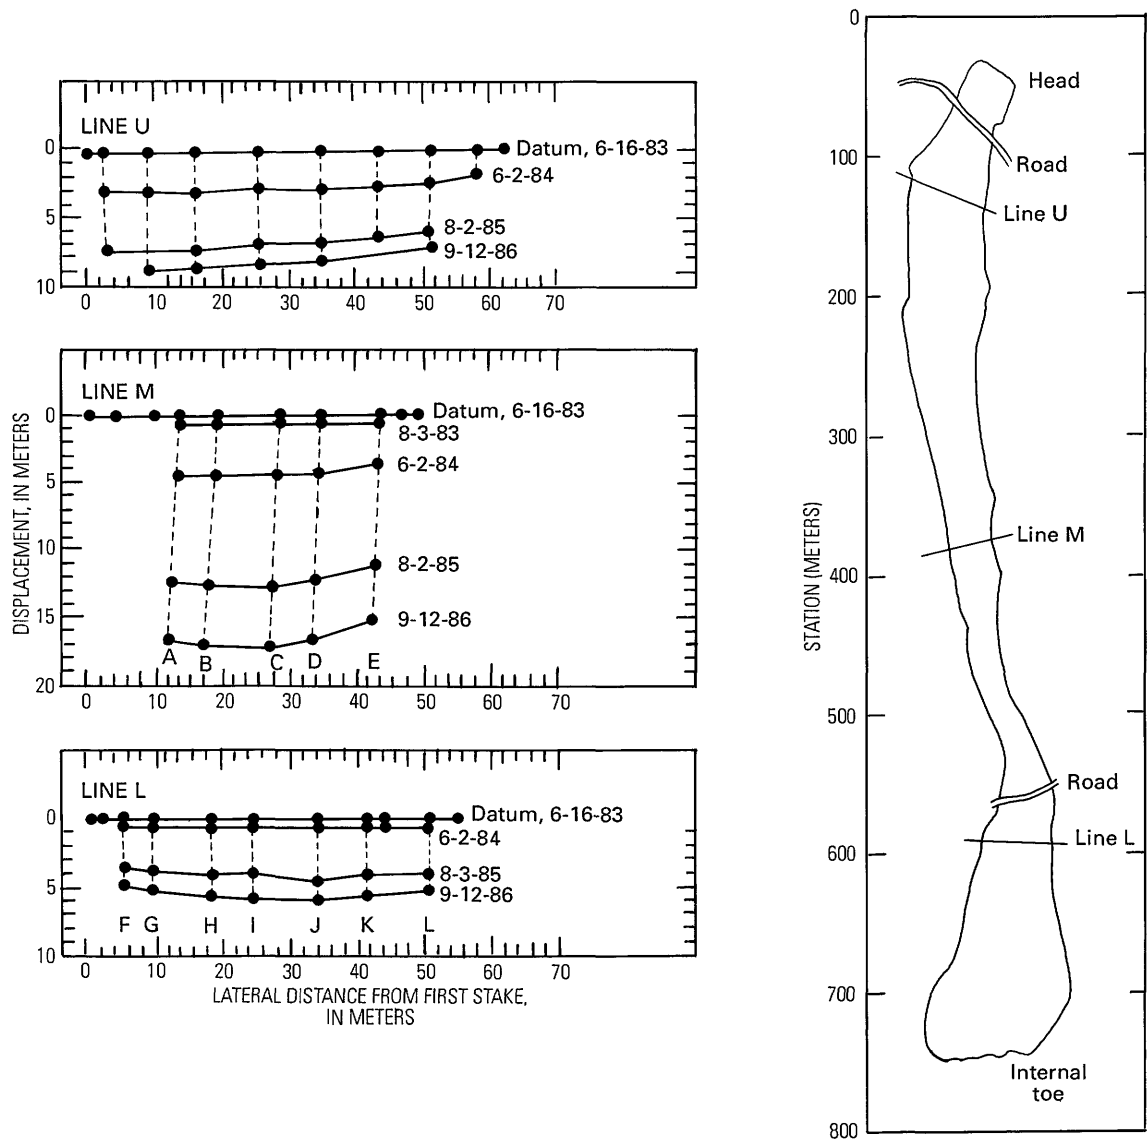 LINE U
0
Datum, 6-16-83
6-2-84
5
8-2-85
9-12-86
10
0 10 20 30 40 50 60 70
LINE M
0
Datum, 6-16-83
8-3-83
6-2-84
5
10
8-2-85
15
9-12-86
A B C D E
20
0 10 20 30 40 50 60 70
DISPLACEMENT, IN METERS
LINE L
0
Datum, 6-16-83
6-2-84
8-3-85
5
9-12-86
F G H I J K L
10
0 10 20 30 40 50 60 70
LATERAL DISTANCE FROM FIRST STAKE,
IN METERS
0
Head
100
Road
Line U
200
300
Line M
400
STATION (METERS)
500
Road
Line L
600
700
Internal
toe
800